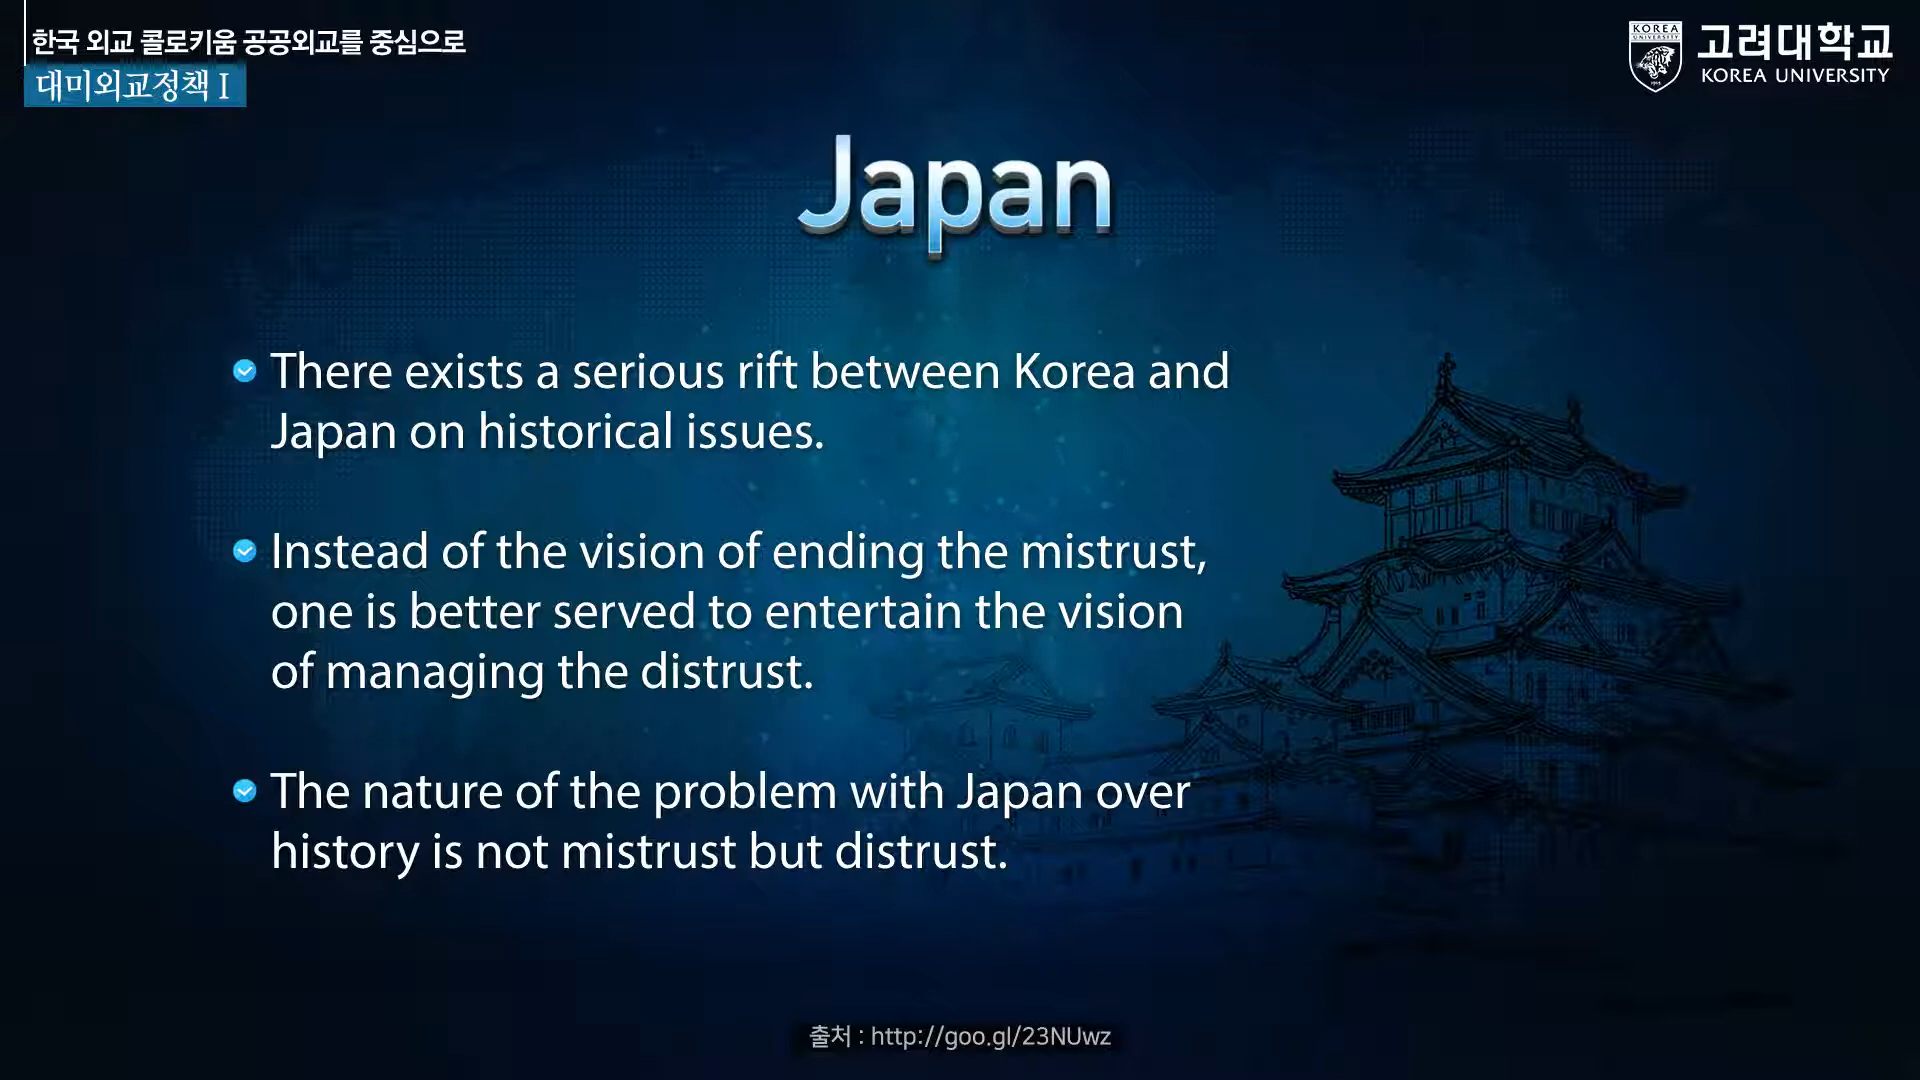 한국 외교 콜로키움 공공외교를 중심으로
대미외교정책 I
KOREA
UNIVERSITY
고려대학교
KOREA UNIVERSITY
Japan
There exists a serious rift between Korea and
Japan on historical issues.
Instead of the vision of ending the mistrust,
one is better served to entertain the vision
of managing the distrust.
The nature of the problem with Japan over
history is not mistrust but distrust.
출처 : http://goo.gl/23NUwz